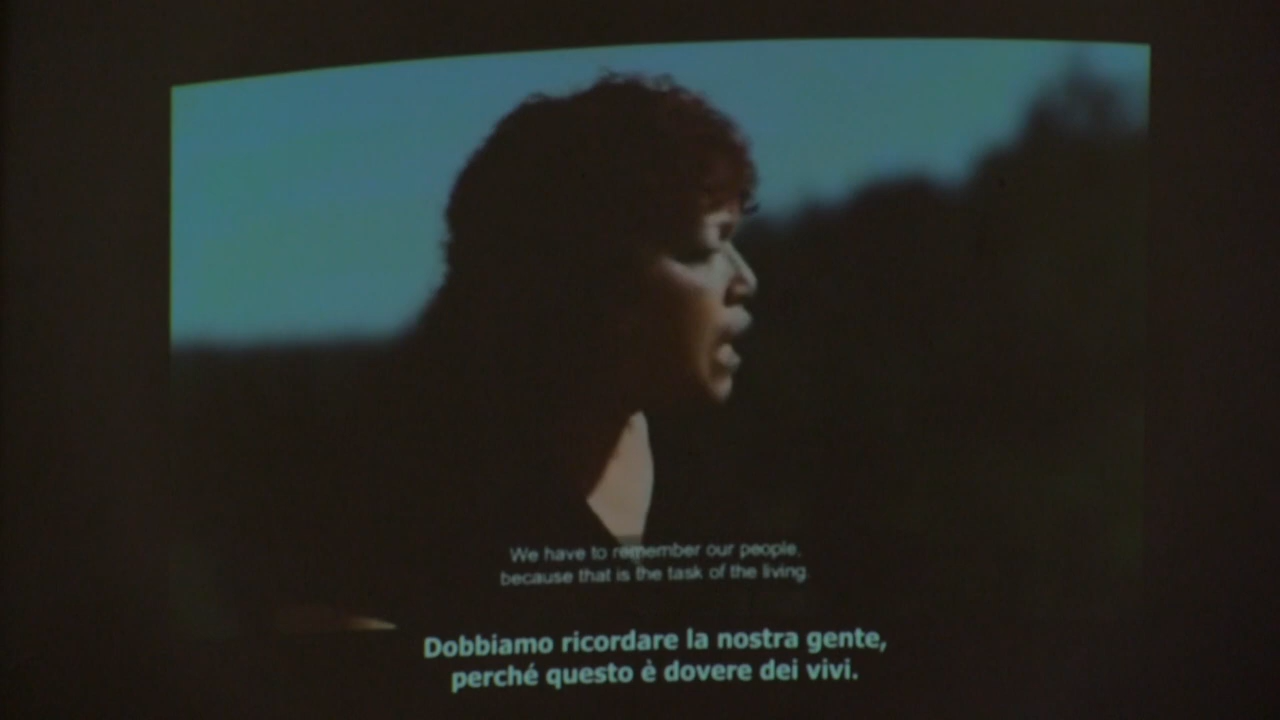 We have to remember our people,
because that is the task of the living.
Dobbiamo ricordare la nostra gente,
perché questo è dovere dei vivi.